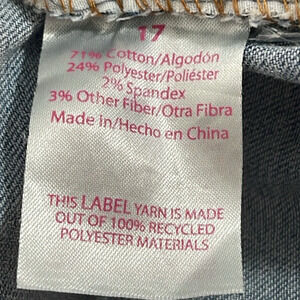 17
71% Cotton/Algodón
24% Polyester/Poliéster
2% Spandex
3% Other Fiber/Otra Fibra
Made in/Hecho en China
THIS LABEL YARN IS MADE
OUT OF 100% RECYCLED
POLYESTER MATERIALS